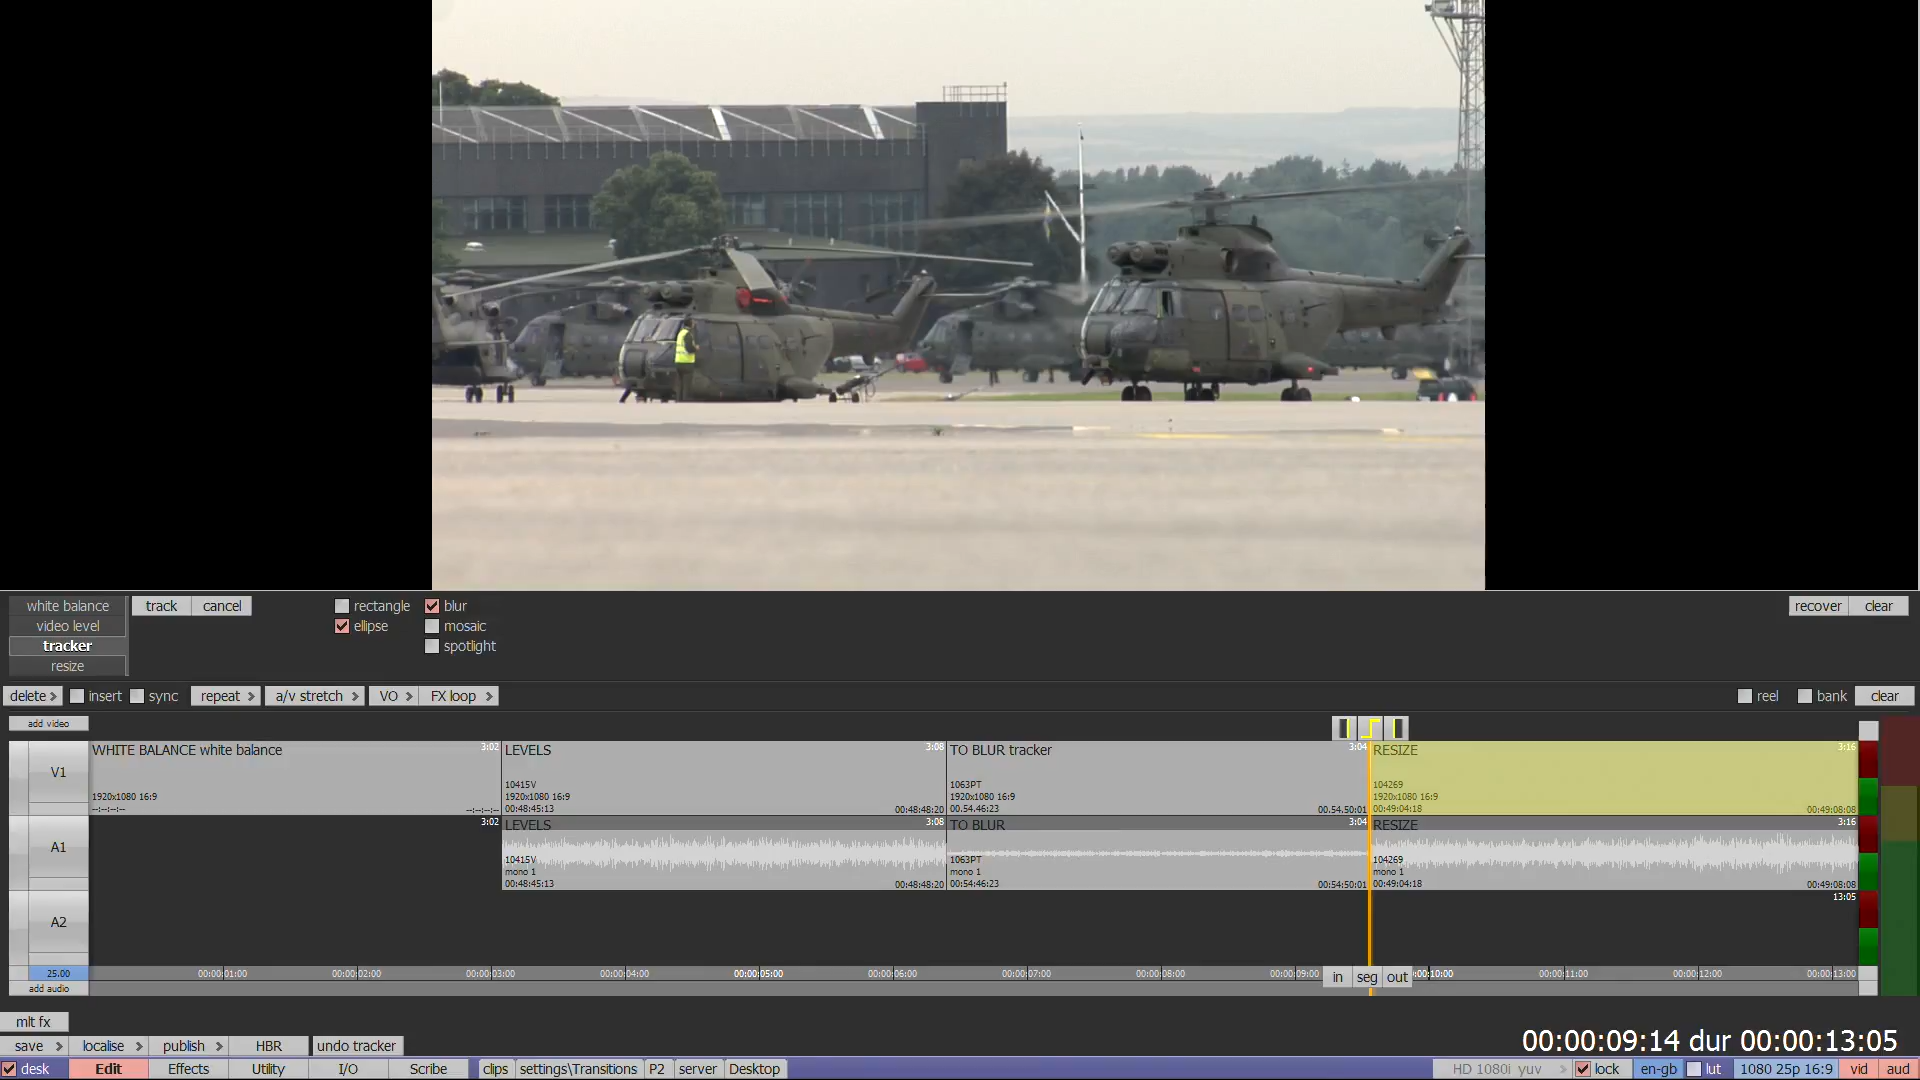 white balance
video level
tracker
resize
track cancel
rectangle
ellipse
blur
mosaic
spotlight
recover clear
delete > insert sync repeat > a/v stretch > VO > FX loop > reel bank clear
add video
V1
WHITE BALANCE white balance 3:02
1920x1080 16:9
--:--:--:-- --:--:--:--
LEVELS 3:08
10415V
1920x1080 16:9
00:48:45:13 00:48:48:20
TO BLUR tracker 3:04
1063PT
1920x1080 16:9
00:54:46:23 00:54:50:01
RESIZE 3:16
104269
1920x1080 16:9
00:49:04:18 00:49:08:08
A1
3:02
LEVELS 3:08
10415V
mono 1
00:48:45:13 00:48:48:20
TO BLUR 3:04
1063PT
mono 1
00:54:46:23 00:54:50:01
RESIZE 3:16
104269
mono 1
00:49:04:18 00:49:08:08
A2
13:05
25.00 00:00:01:00 00:00:02:00 00:00:03:00 00:00:04:00 00:00:05:00 00:00:06:00 00:00:07:00 00:00:08:00 00:00:09:00 00:00:10:00 00:00:11:00 00:00:12:00 00:00:13:00
in seg out
add audio
mlt fx
save > localise > publish > HBR undo tracker
00:00:09:14 dur 00:00:13:05
desk Edit Effects Utility I/O Scribe clips settings\Transitions P2 server Desktop HD 1080i yuv > lock en-gb lut 1080 25p 16:9 vid aud